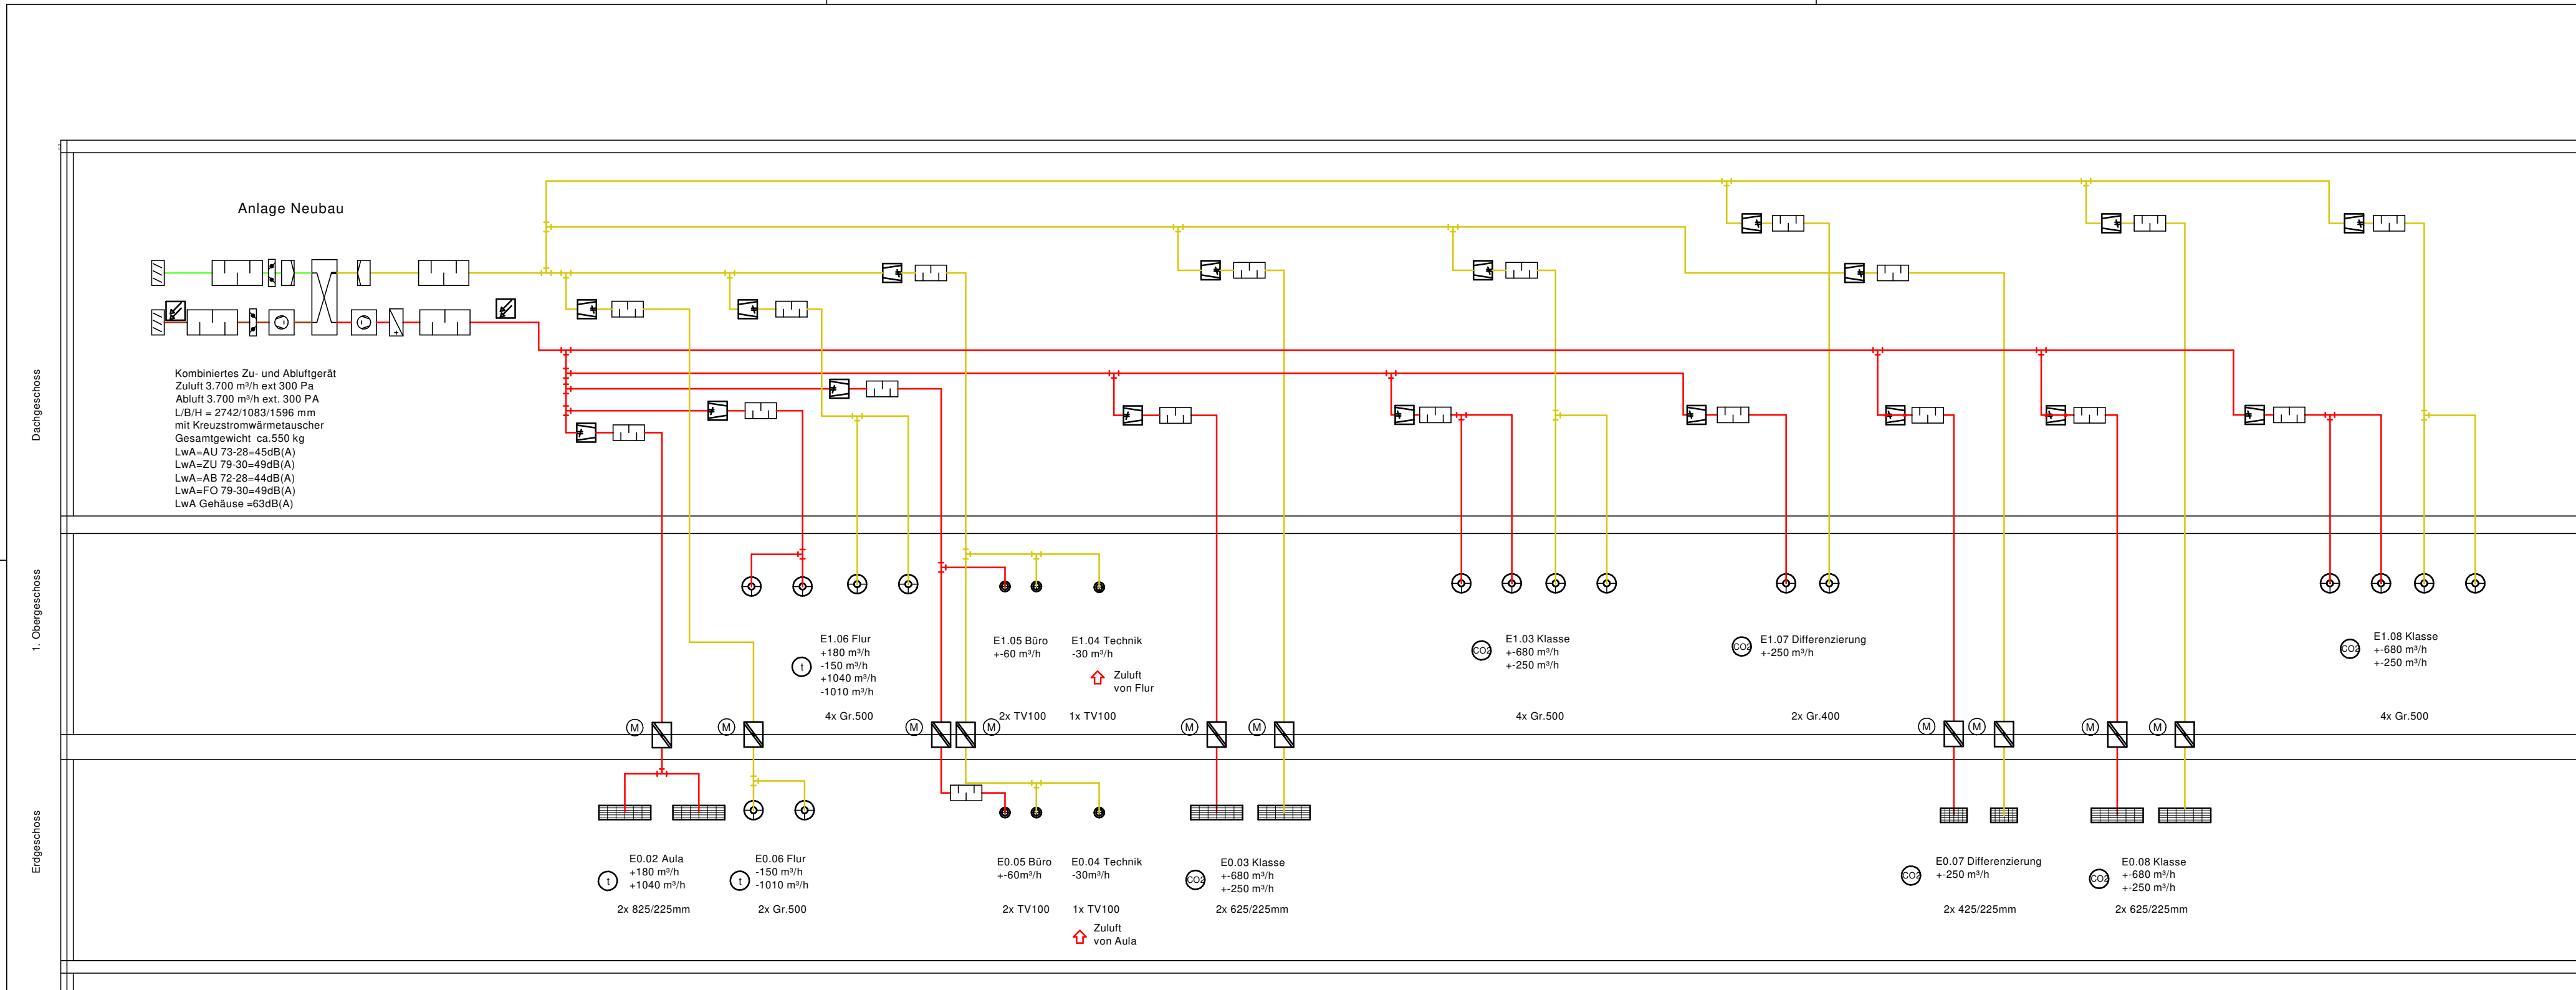 Anlage Neubau
Kombiniertes Zu- und Abluftgerät
Zuluft 3.700 m³/h ext 300 Pa
Abluft 3.700 m³/h ext. 300 PA
L/B/H = 2742/1083/1596 mm
mit Kreuzstromwärmetauscher
Gesamtgewicht ca.550 kg
LwA=AU 73-28=45dB(A)
LwA=ZU 79-30=49dB(A)
LwA=AB 72-28=44dB(A)
LwA=FO 79-30=49dB(A)
LwA Gehäuse =63dB(A)
Dachgeschoss
1. Obergeschoss
t
E1.06 Flur
+180 m³/h
-150 m³/h
+1040 m³/h
-1010 m³/h
4x Gr.500
E1.05 Büro
+-60 m³/h
2x TV100
E1.04 Technik
-30 m³/h
Zuluft
von Flur
1x TV100
CO2
E1.03 Klasse
+-680 m³/h
+-250 m³/h
4x Gr.500
CO2
E1.07 Differenzierung
+-250 m³/h
2x Gr.400
CO2
E1.08 Klasse
+-680 m³/h
+-250 m³/h
4x Gr.500
M
M
M
M
M
M
M
M
M
M
Erdgeschoss
t
E0.02 Aula
+180 m³/h
+1040 m³/h
2x 825/225mm
t
E0.06 Flur
-150 m³/h
-1010 m³/h
2x Gr.500
E0.05 Büro
+-60m³/h
2x TV100
E0.04 Technik
-30m³/h
1x TV100
Zuluft
von Aula
CO2
E0.03 Klasse
+-680 m³/h
+-250 m³/h
2x 625/225mm
CO2
E0.07 Differenzierung
+-250 m³/h
2x 425/225mm
CO2
E0.08 Klasse
+-680 m³/h
+-250 m³/h
2x 625/225mm